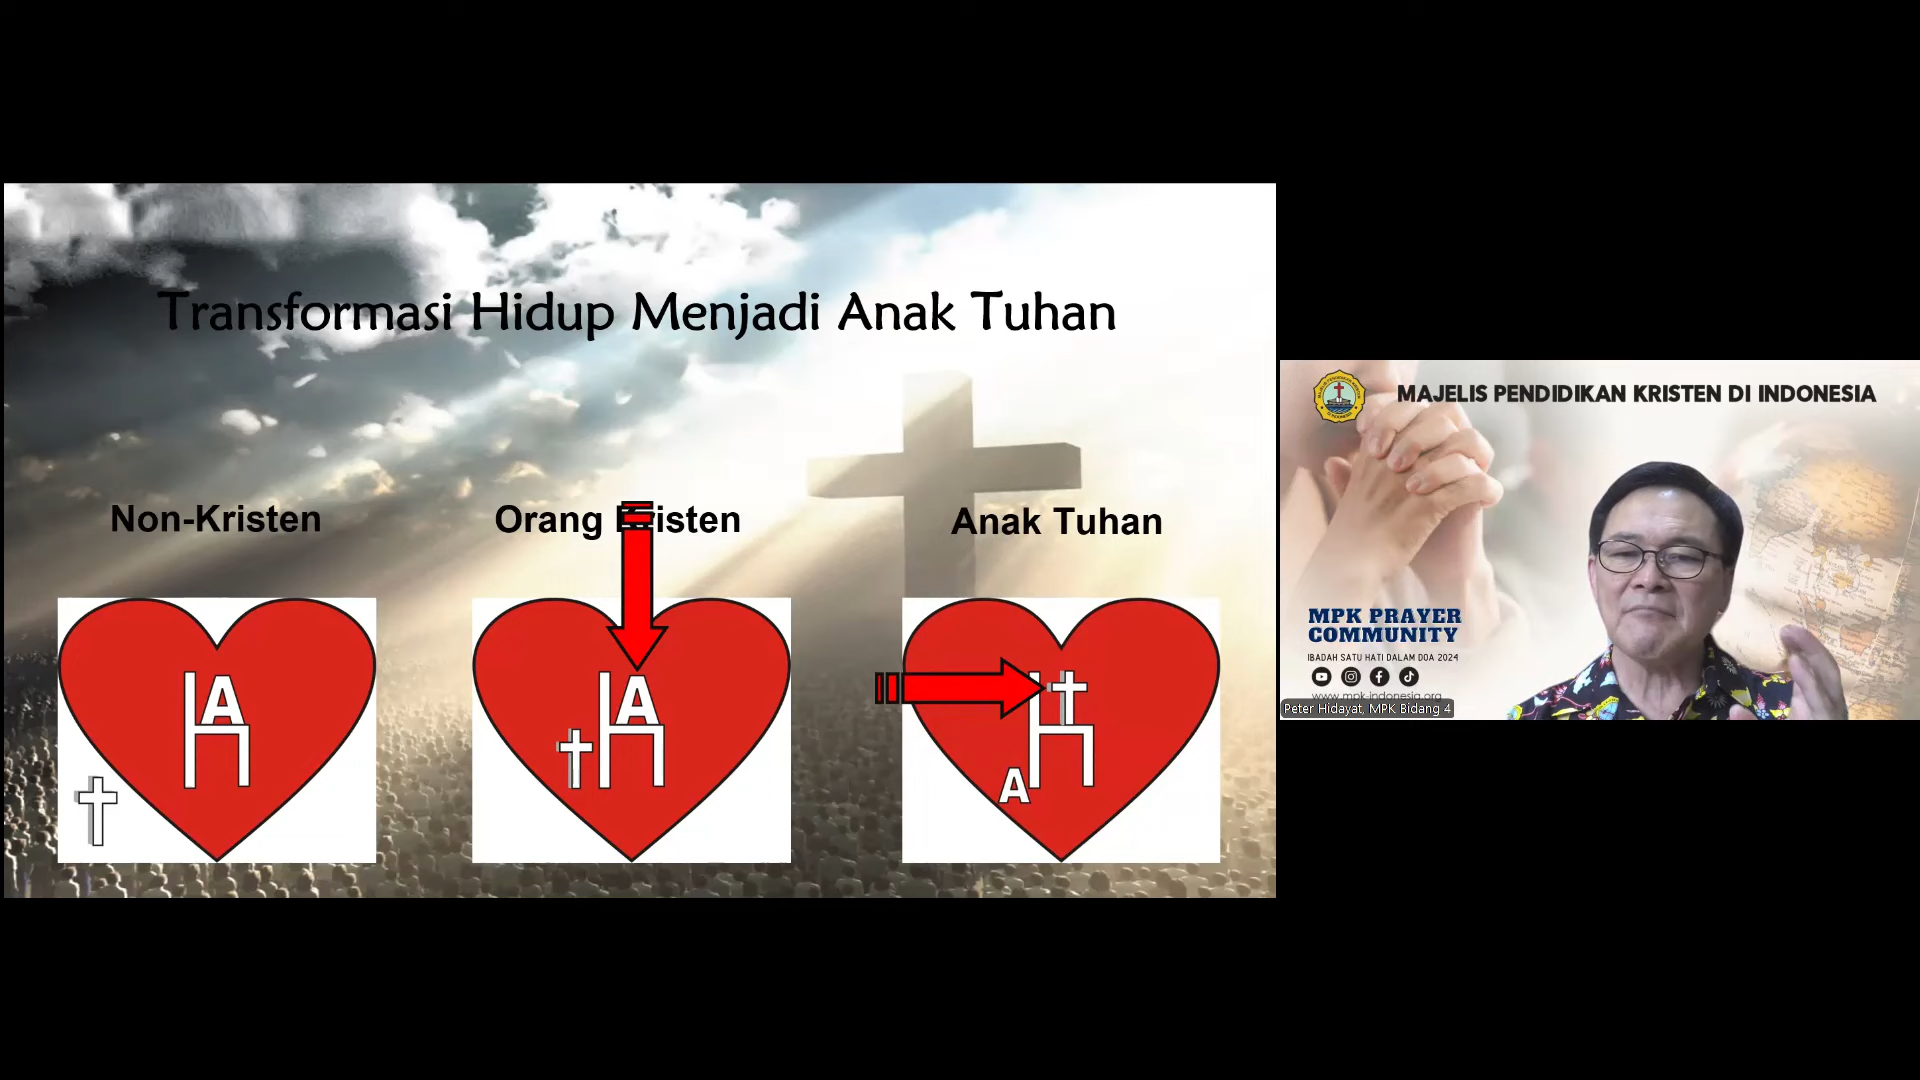 Transformasi Hidup Menjadi Anak Tuhan
Non-Kristen
Orang Kristen
Anak Tuhan
A
A
A
MAJELIS PENDIDIKAN KRISTEN DI INDONESIA
MPK PRAYER
COMMUNITY
IBADAH SATU HATI DALAM DOA 2024
www.mpk-indonesia.org
Peter Hidayat, MPK Bidang 4